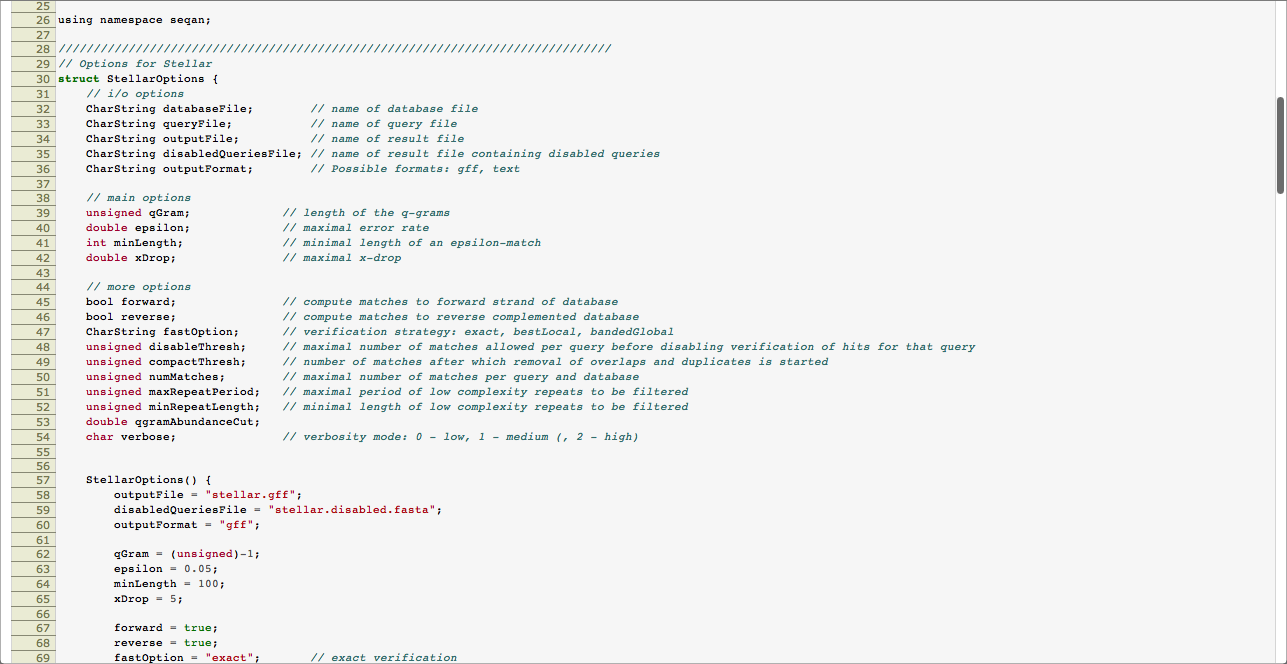 25
26 using namespace seqan;
27
28 ///////////////////////////////////////////////////////////////////////////////
29 // Options for Stellar
30 struct StellarOptions {
31     // i/o options
32     CharString databaseFile;        // name of database file
33     CharString queryFile;           // name of query file
34     CharString outputFile;          // name of result file
35     CharString disabledQueriesFile; // name of result file containing disabled queries
36     CharString outputFormat;        // Possible formats: gff, text
37
38     // main options
39     unsigned qGram;             // length of the q-grams
40     double epsilon;             // maximal error rate
41     int minLength;              // minimal length of an epsilon-match
42     double xDrop;               // maximal x-drop
43
44     // more options
45     bool forward;               // compute matches to forward strand of database
46     bool reverse;               // compute matches to reverse complemented database
47     CharString fastOption;      // verification strategy: exact, bestLocal, bandedGlobal
48     unsigned disableThresh;     // maximal number of matches allowed per query before disabling verification of hits for that query
49     unsigned compactThresh;     // number of matches after which removal of overlaps and duplicates is started
50     unsigned numMatches;        // maximal number of matches per query and database
51     unsigned maxRepeatPeriod;   // maximal period of low complexity repeats to be filtered
52     unsigned minRepeatLength;   // minimal length of low complexity repeats to be filtered
53     double qgramAbundanceCut;
54     char verbose;               // verbosity mode: 0 - low, 1 - medium (, 2 - high)
55
56
57     StellarOptions() {
58         outputFile = "stellar.gff";
59         disabledQueriesFile = "stellar.disabled.fasta";
60         outputFormat = "gff";
61
62         qGram = (unsigned)-1;
63         epsilon = 0.05;
64         minLength = 100;
65         xDrop = 5;
66
67         forward = true;
68         reverse = true;
69         fastOption = "exact";       // exact verification